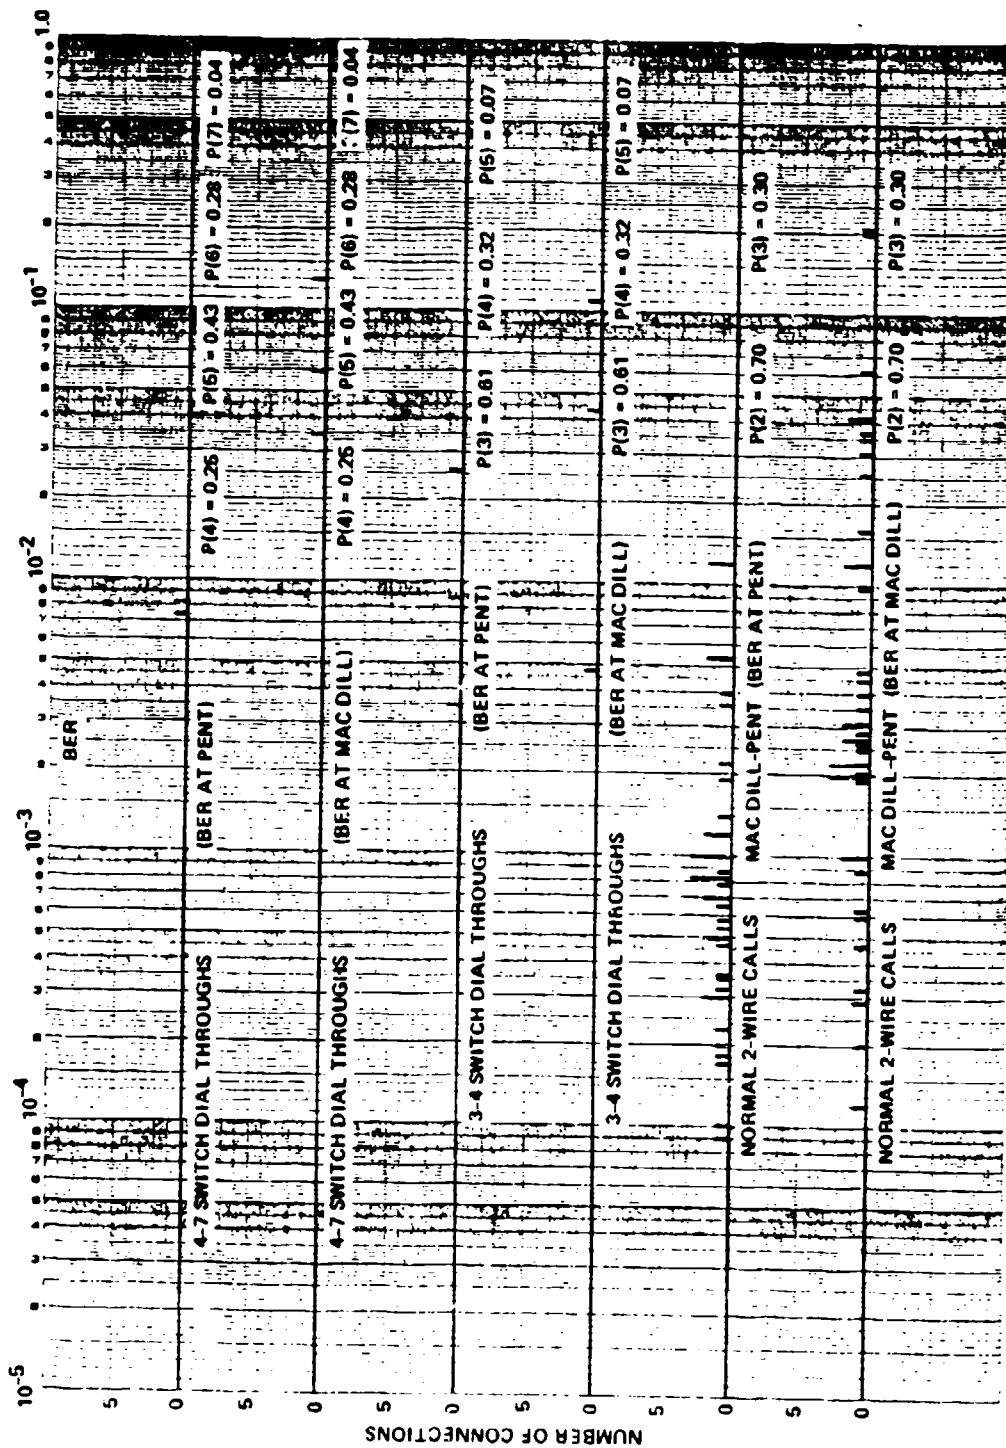 BER
10⁻⁵ 10⁻⁴ 10⁻³ 10⁻² 10⁻¹ 1.0
NUMBER OF CONNECTIONS
5
0
4-7 SWITCH DIAL THROUGHS (BER AT PENT) P(4) = 0.26 P(5) = 0.43 P(6) = 0.28 P(7) = 0.04
5
0
4-7 SWITCH DIAL THROUGHS (BER AT MAC DILL) P(4) = 0.26 P(5) = 0.43 P(6) = 0.28 (7) = 0.04
5
0
3-4 SWITCH DIAL THROUGHS (BER AT PENT) P(3) = 0.61 P(4) = 0.32 P(5) = 0.07
5
0
3-4 SWITCH DIAL THROUGHS (BER AT MAC DILL) P(3) = 0.61 P(4) = 0.32 P(5) = 0.07
5
0
NORMAL 2-WIRE CALLS MAC DILL-PENT (BER AT PENT) P(2) = 0.70 P(3) = 0.30
5
0
NORMAL 2-WIRE CALLS MAC DILL-PENT (BER AT MAC DILL) P(2) = 0.70 P(3) = 0.30